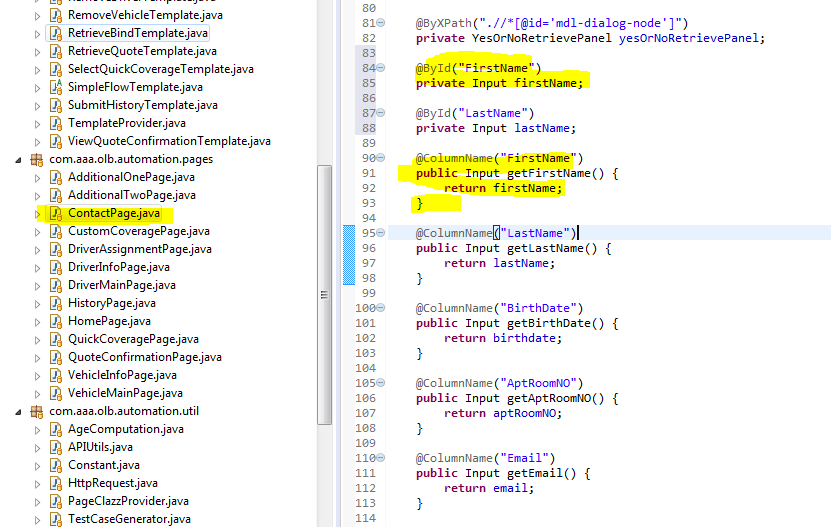 RemoveVehicleTemplate.java
RetrieveBindTemplate.java
RetrieveQuoteTemplate.java
SelectQuickCoverageTemplate.java
SimpleFlowTemplate.java
SubmitHistoryTemplate.java
TemplateProvider.java
ViewQuoteConfirmationTemplate.java
com.aaa.olb.automation.pages
AdditionalOnePage.java
AdditionalTwoPage.java
ContactPage.java
CustomCoveragePage.java
DriverAssignmentPage.java
DriverInfoPage.java
DriverMainPage.java
HistoryPage.java
HomePage.java
QuickCoveragePage.java
QuoteConfirmationPage.java
VehicleInfoPage.java
VehicleMainPage.java
com.aaa.olb.automation.util
AgeComputation.java
APIUtils.java
Constant.java
HttpRequest.java
PageClazzProvider.java
TestCaseGenerator.java
80
81 @ByXPath(".//*[@id='mdl-dialog-node']")
82 private YesOrNoRetrievePanel yesOrNoRetrievePanel;
83
84 @ById("FirstName")
85 private Input firstName;
86
87 @ById("LastName")
88 private Input lastName;
89
90 @ColumnName("FirstName")
91 public Input getFirstName() {
92 return firstName;
93 }
94
95 @ColumnName("LastName")
96 public Input getLastName() {
97 return lastName;
98 }
99
100 @ColumnName("BirthDate")
101 public Input getBirthDate() {
102 return birthdate;
103 }
104
105 @ColumnName("AptRoomNO")
106 public Input getAptRoomNO() {
107 return aptRoomNO;
108 }
109
110 @ColumnName("Email")
111 public Input getEmail() {
112 return email;
113 }
114